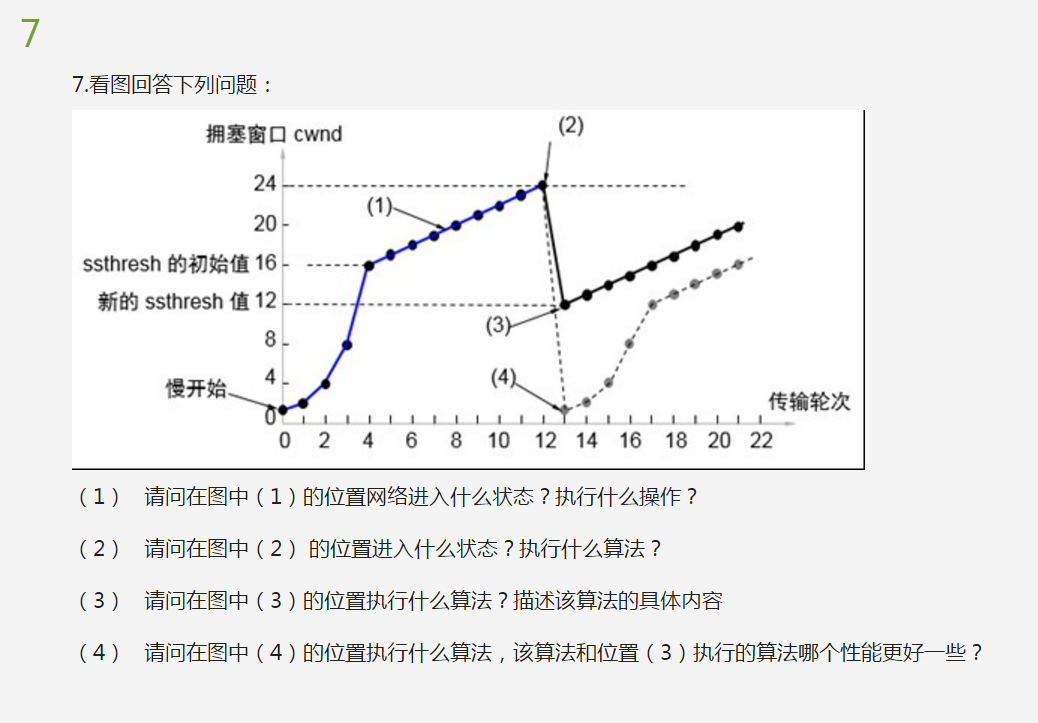 7
7.看图回答下列问题：
拥塞窗口 cwnd
(2)
24
(1)
20
ssthresh 的初始值 16
新的 ssthresh 值 12
(3)
8
(4)
4
慢开始
传输轮次
0
0 2 4 6 8 10 12 14 16 18 20 22
（1） 请问在图中（1）的位置网络进入什么状态？执行什么操作？
（2） 请问在图中（2） 的位置进入什么状态？执行什么算法？
（3） 请问在图中（3）的位置执行什么算法？描述该算法的具体内容
（4） 请问在图中（4）的位置执行什么算法，该算法和位置（3）执行的算法哪个性能更好一些？